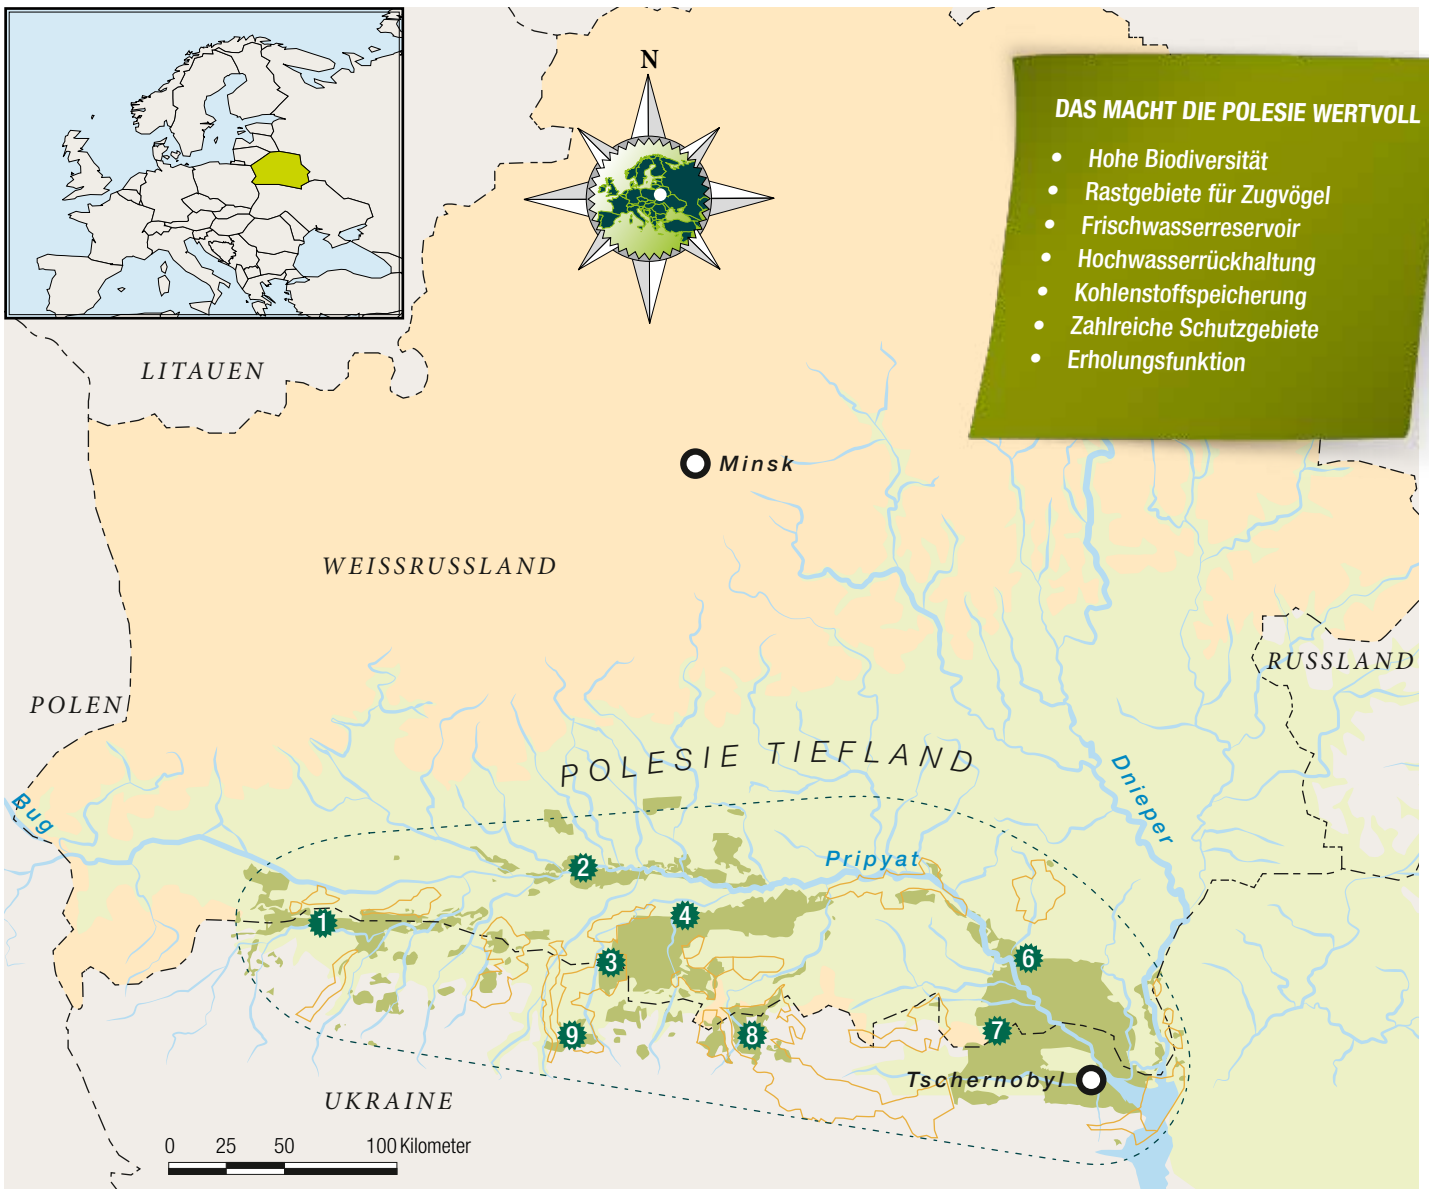 N
DAS MACHT DIE POLESIE WERTVOLL
• Hohe Biodiversität
• Rastgebiete für Zugvögel
• Frischwasserreservoir
• Hochwasserrückhaltung
• Kohlenstoffspeicherung
• Zahlreiche Schutzgebiete
• Erholungsfunktion
LITAUEN
Minsk
WEISSRUSSLAND
RUSSLAND
POLEN
POLESIE TIEFLAND
Dnieper
Bug
Pripyat
2
1
4
3
6
9
8
7
Tschernobyl
UKRAINE
0 25 50 100 Kilometer